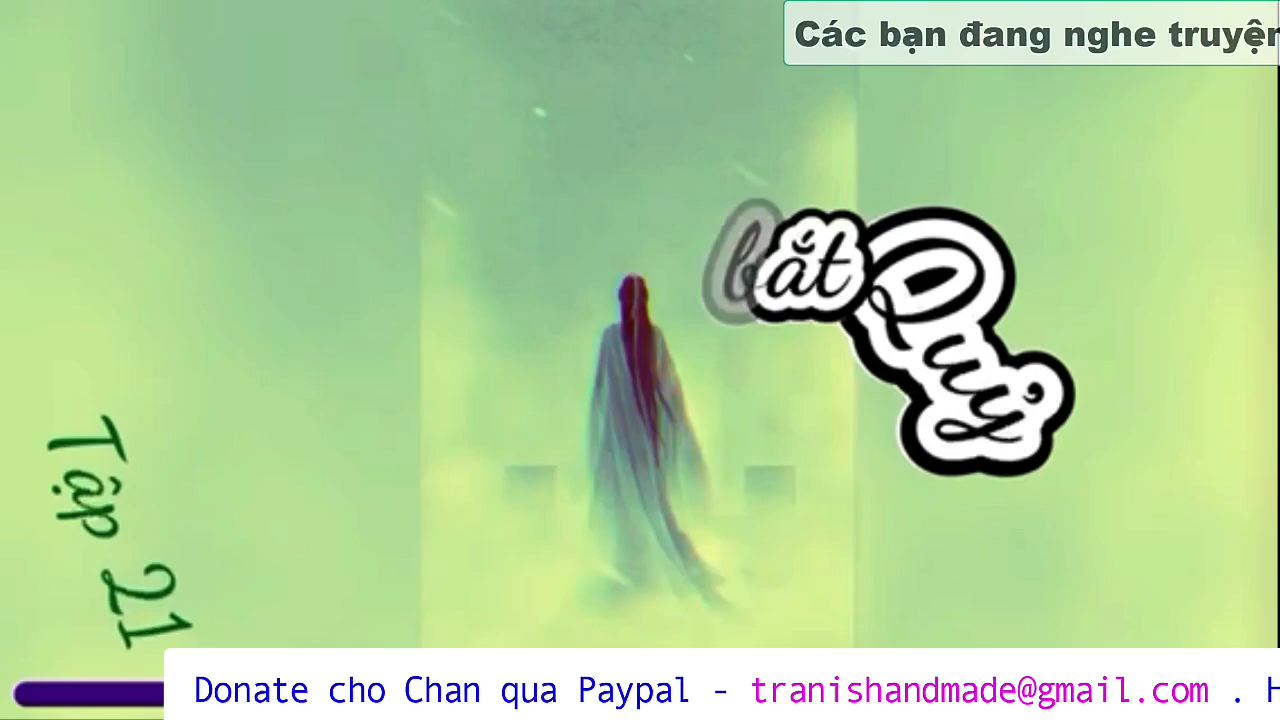 Các bạn đang nghe truyện
bắt
Quỷ
Tập 21
Donate cho Chan qua Paypal - tranishandmade@gmail.com . H